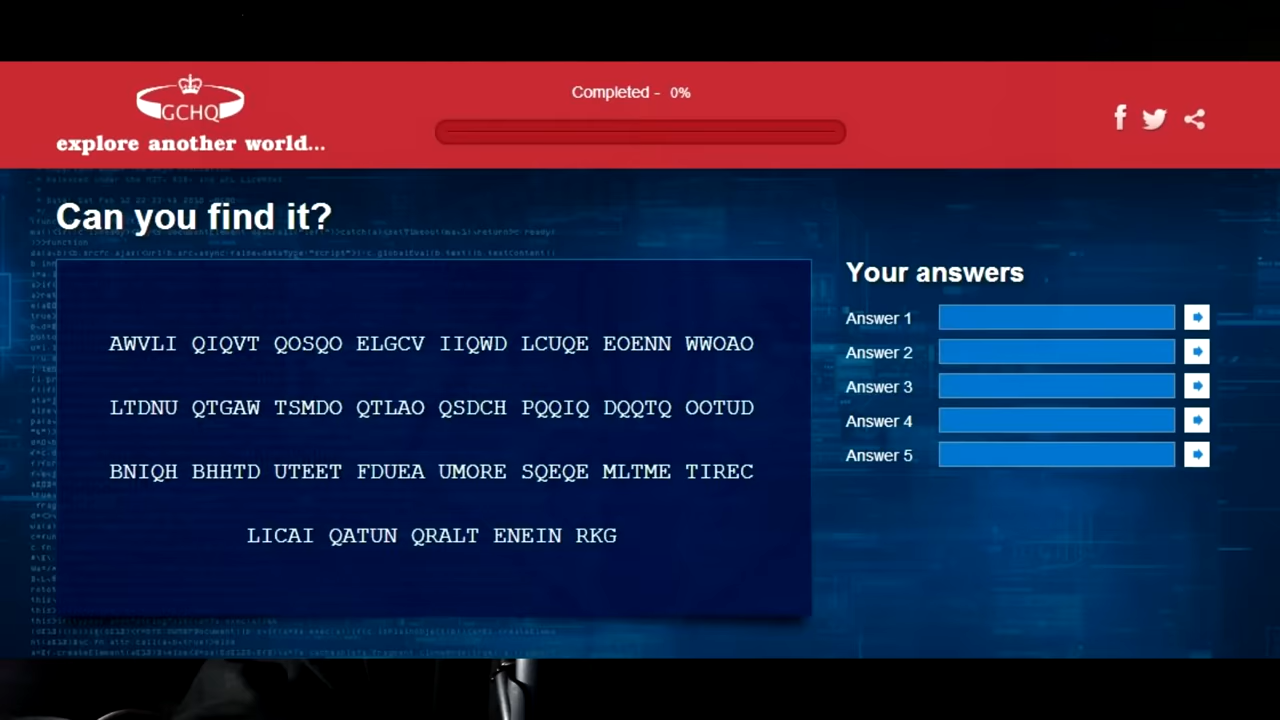 GCHQ
explore another world...
Completed - 0%
Can you find it?
AWVLI QIQVT QOSQO ELGCV IIQWD LCUQE EOENN WWOAO
LTDNU QTGAW TSMDO QTLAO QSDCH PQQIQ DQQTQ OOTUD
BNIQH BHHTD UTEET FDUEA UMORE SQEQE MLTME TIREC
LICAI QATUN QRALT ENEIN RKG
Your answers
Answer 1
Answer 2
Answer 3
Answer 4
Answer 5